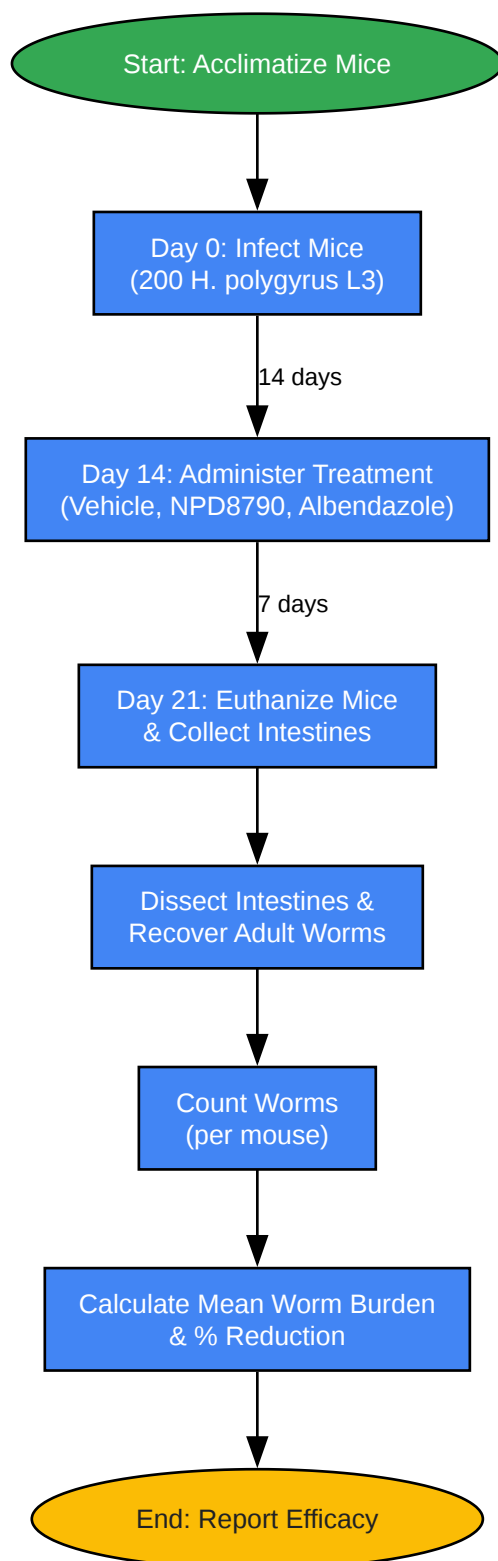 Start: Acclimatize Mice
Day 0: Infect Mice
(200 H. polygyrus L3)
14 days
Day 14: Administer Treatment
(Vehicle, NPD8790, Albendazole)
7 days
Day 21: Euthanize Mice
& Collect Intestines
Dissect Intestines &
Recover Adult Worms
Count Worms
(per mouse)
Calculate Mean Worm Burden
& % Reduction
End: Report Efficacy